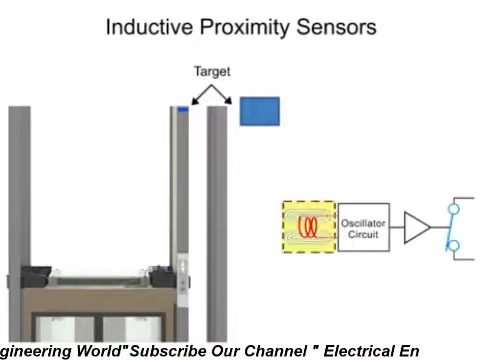 Inductive Proximity Sensors
Target
Oscillator
Circuit
gineering World"Subscribe Our Channel " Electrical En